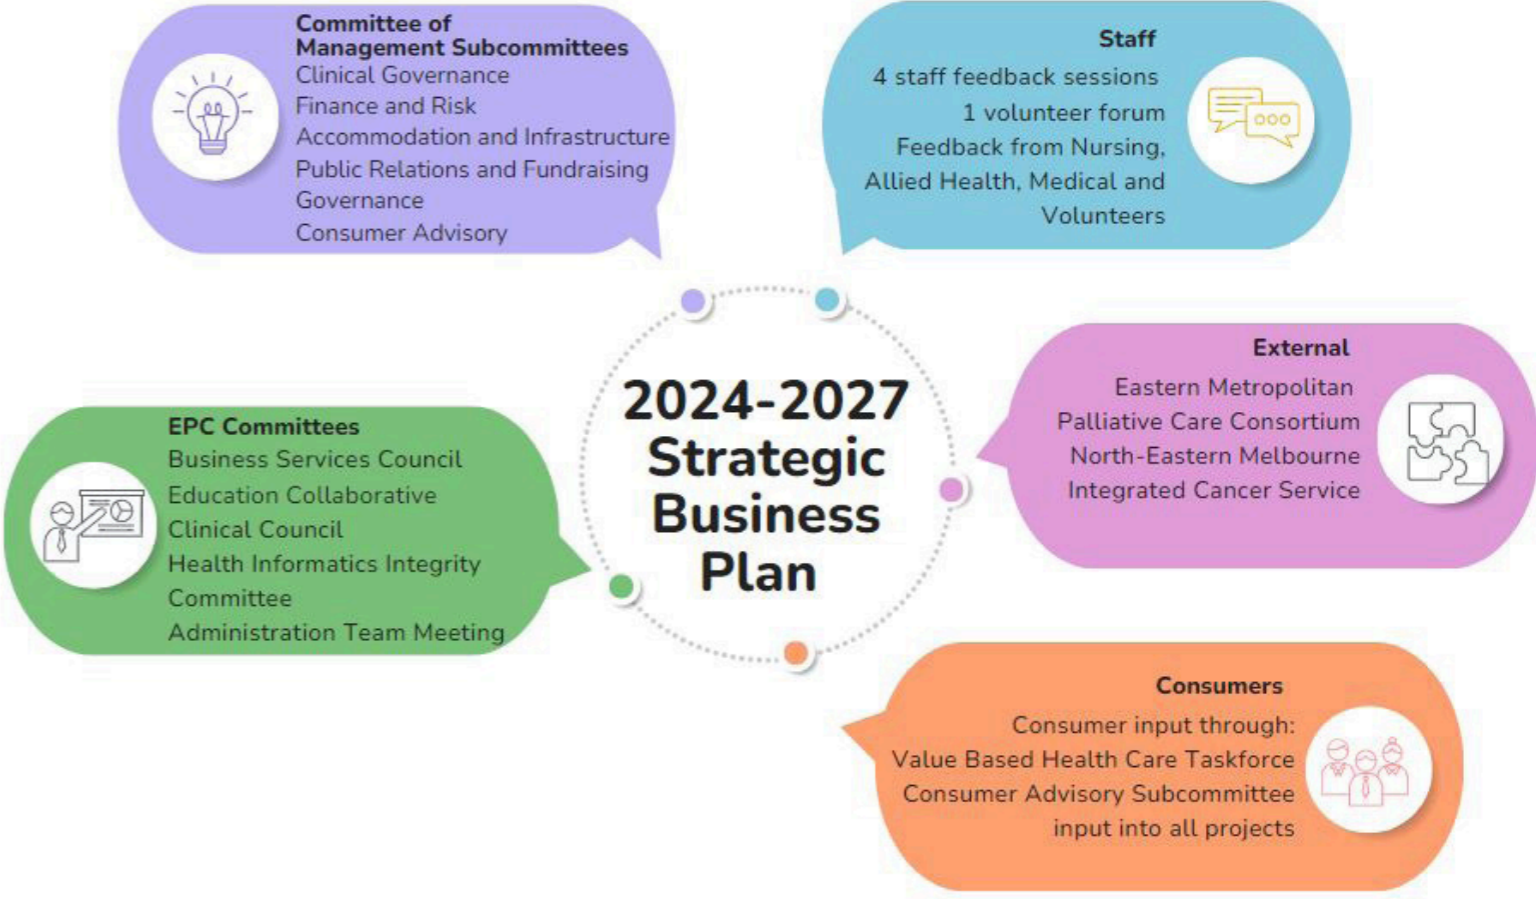 Committee of
Management Subcommittees
Clinical Governance
Finance and Risk
Accommodation and Infrastructure
Public Relations and Fundraising
Governance
Consumer Advisory
Staff
4 staff feedback sessions
1 volunteer forum
Feedback from Nursing,
Allied Health, Medical and
Volunteers
2024-2027
Strategic
Business
Plan
External
Eastern Metropolitan
Palliative Care Consortium
North-Eastern Melbourne
Integrated Cancer Service
EPC Committees
Business Services Council
Education Collaborative
Clinical Council
Health Informatics Integrity
Committee
Administration Team Meeting
Consumers
Consumer input through:
Value Based Health Care Taskforce
Consumer Advisory Subcommittee
input into all projects